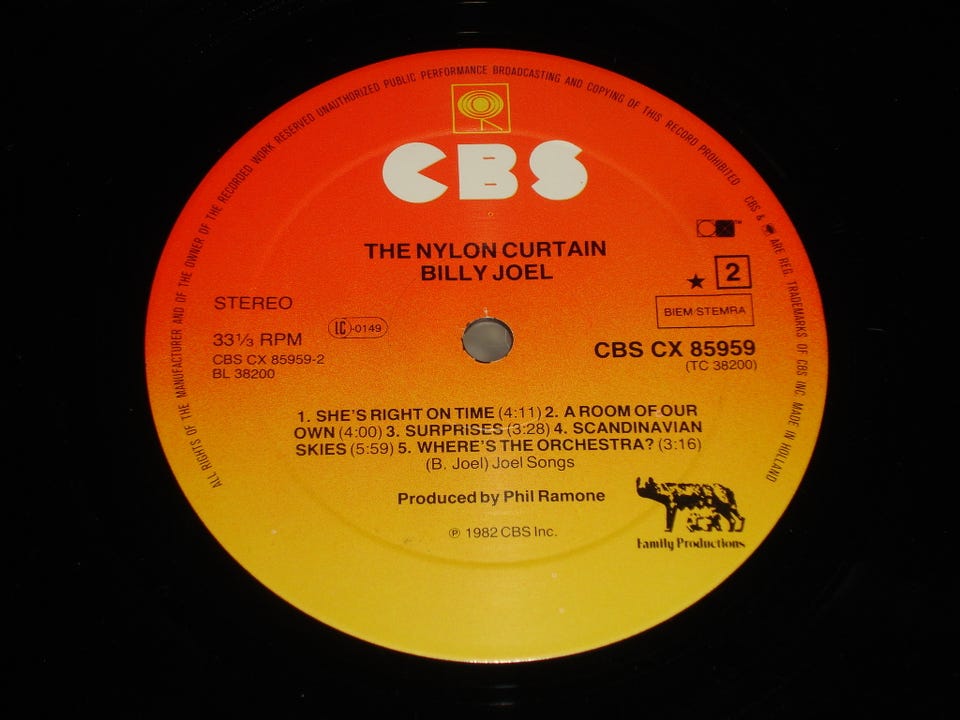 ALL RIGHTS OF THE MANUFACTURER AND OF THE OWNER OF THE RECORDED WORK RESERVED UNAUTHORIZED PUBLIC PERFORMANCE BROADCASTING AND COPYING OF THIS RECORD PROHIBITED
CBS & ARE REG. TRADEMARKS OF CBS INC. MADE IN HOLLAND
CBS
CX™
THE NYLON CURTAIN
BILLY JOEL
★ 2
STEREO
BIEM/STEMRA
33⅓ RPM
LC-0149
CBS CX 85959-2
BL 38200
CBS CX 85959
(TC 38200)
1. SHE'S RIGHT ON TIME (4:11) 2. A ROOM OF OUR
OWN (4:00) 3. SURPRISES (3:28) 4. SCANDINAVIAN
SKIES (5:59) 5. WHERE'S THE ORCHESTRA? (3:16)
(B. Joel) Joel Songs
Produced by Phil Ramone
℗ 1982 CBS Inc.
Family Productions